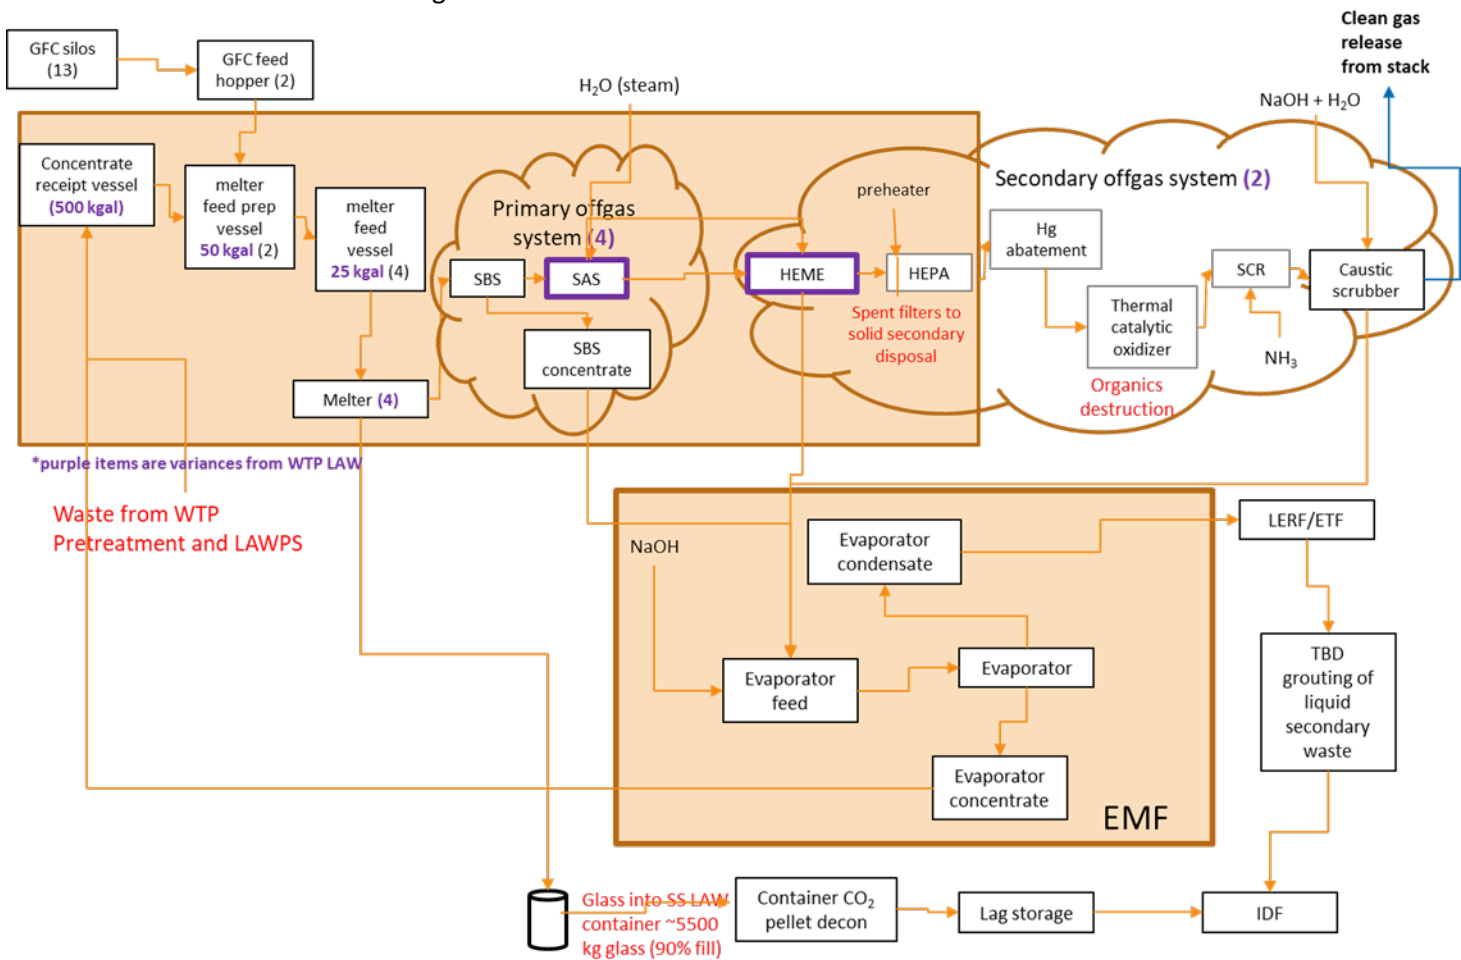 Clean gas
release
from stack
GFC silos
(13)
GFC feed
hopper (2)
H₂O (steam)
NaOH + H₂O
Concentrate
receipt vessel
(500 kgal)
melter
feed prep
vessel
50 kgal (2)
melter
feed
vessel
25 kgal (4)
Primary offgas
system (4)
preheater
Secondary offgas system (2)
Hg
abatement
SBS
SAS
HEME
HEPA
SCR
Caustic
scrubber
Spent filters to
solid secondary
disposal
Thermal
catalytic
oxidizer
NH₃
SBS
concentrate
Melter (4)
Organics
destruction
*purple items are variances from WTP LAW
Waste from WTP
Pretreatment and LAWPS
NaOH
Evaporator
condensate
LERF/ETF
Evaporator
feed
Evaporator
TBD
grouting of
liquid
secondary
waste
Evaporator
concentrate
EMF
Glass into SS LAW
container ~5500
kg glass (90% fill)
Container CO₂
pellet decon
Lag storage
IDF